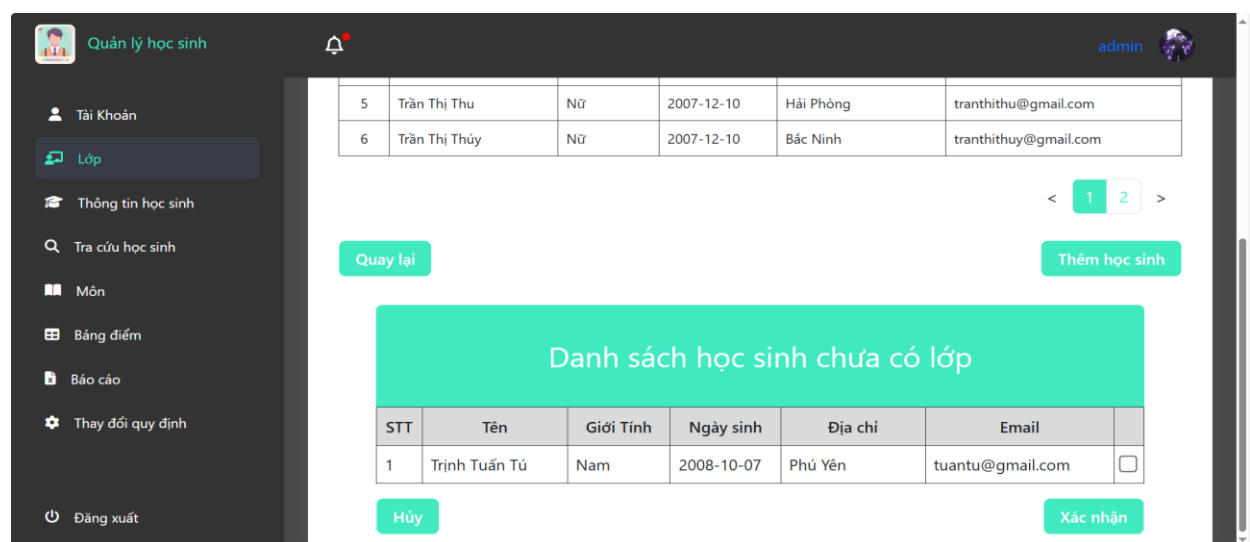 Quản lý học sinh
admin
Tài Khoản
Lớp
Thông tin học sinh
Tra cứu học sinh
Môn
Bảng điểm
Báo cáo
Thay đổi quy định
Đăng xuất
5 Trần Thị Thu Nữ 2007-12-10 Hải Phòng tranthithu@gmail.com
6 Trần Thị Thúy Nữ 2007-12-10 Bắc Ninh tranthithuy@gmail.com
< 1 2 >
Quay lại Thêm học sinh
Danh sách học sinh chưa có lớp
STT Tên Giới Tính Ngày sinh Địa chỉ Email
1 Trịnh Tuấn Tú Nam 2008-10-07 Phú Yên tuantu@gmail.com
Hủy Xác nhận